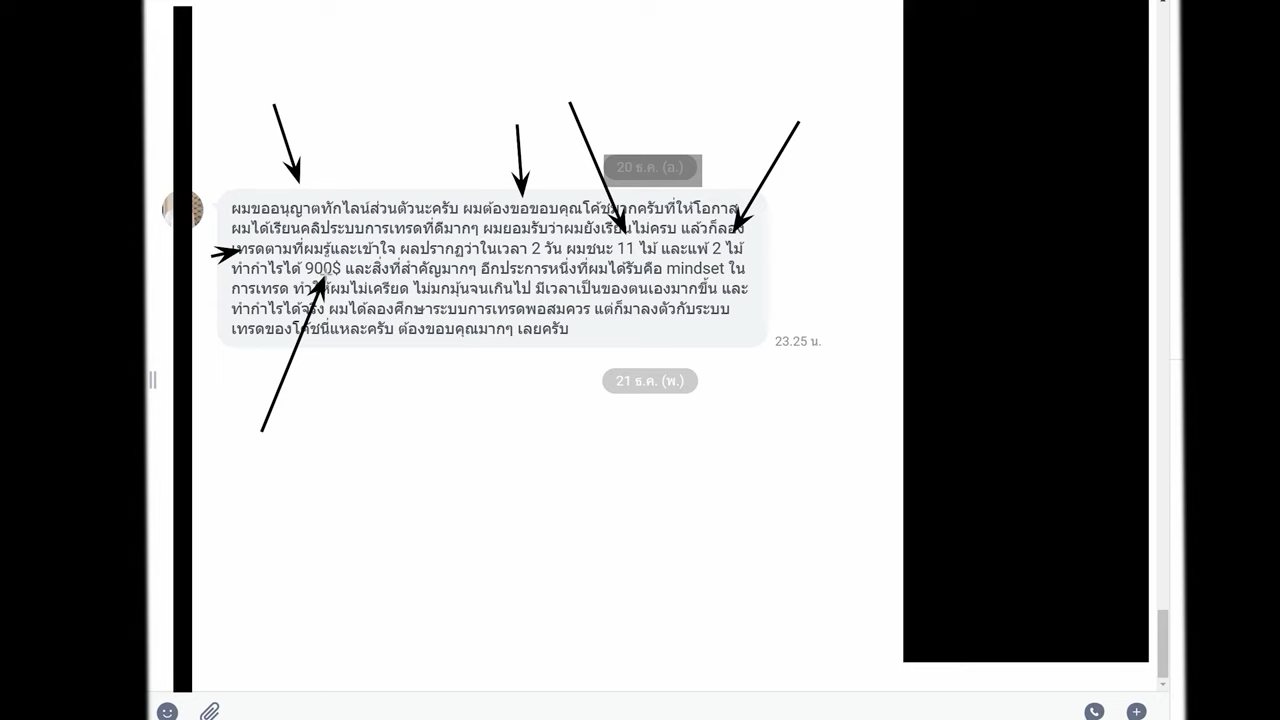 20 ธ.ค. (อ.)
ผมขออนุญาตทักไลน์ส่วนตัวนะครับ ผมต้องขอขอบคุณโค้ชมากครับที่ให้โอกาส
ผมได้เรียนคลิประบบการเทรดที่ดีมากๆ ผมยอมรับว่าผมยังเรียนไม่ครบ แล้วก็ลอง
เทรดตามที่ผมรู้และเข้าใจ ผลปรากฏว่าในเวลา 2 วัน ผมชนะ 11 ไม้ และแพ้ 2 ไม้
ทำกำไรได้ 900$ และสิ่งที่สำคัญมากๆ อีกประการหนึ่งที่ผมได้รับคือ mindset ใน
การเทรด ทำให้ผมไม่เครียด ไม่มกมุ้นจนเกินไป มีเวลาเป็นของตนเองมากขึ้น และ
ทำกำไรได้จริง ผมได้ลองศึกษาระบบการเทรดพอสมควร แต่ก็มาลงตัวกับระบบ
เทรดของโค้ชนี่แหละครับ ต้องขอบคุณมากๆ เลยครับ
23.25 น.
21 ธ.ค. (พ.)